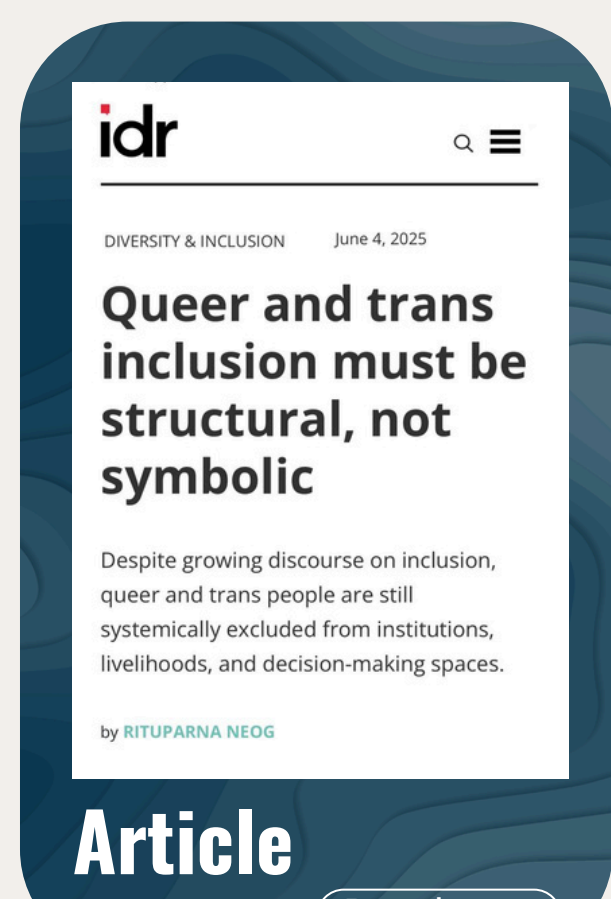 idr
DIVERSITY & INCLUSION June 4, 2025
Queer and trans
inclusion must be
structural, not
symbolic
Despite growing discourse on inclusion,
queer and trans people are still
systemically excluded from institutions,
livelihoods, and decision-making spaces.
by RITUPARNA NEOG
Article